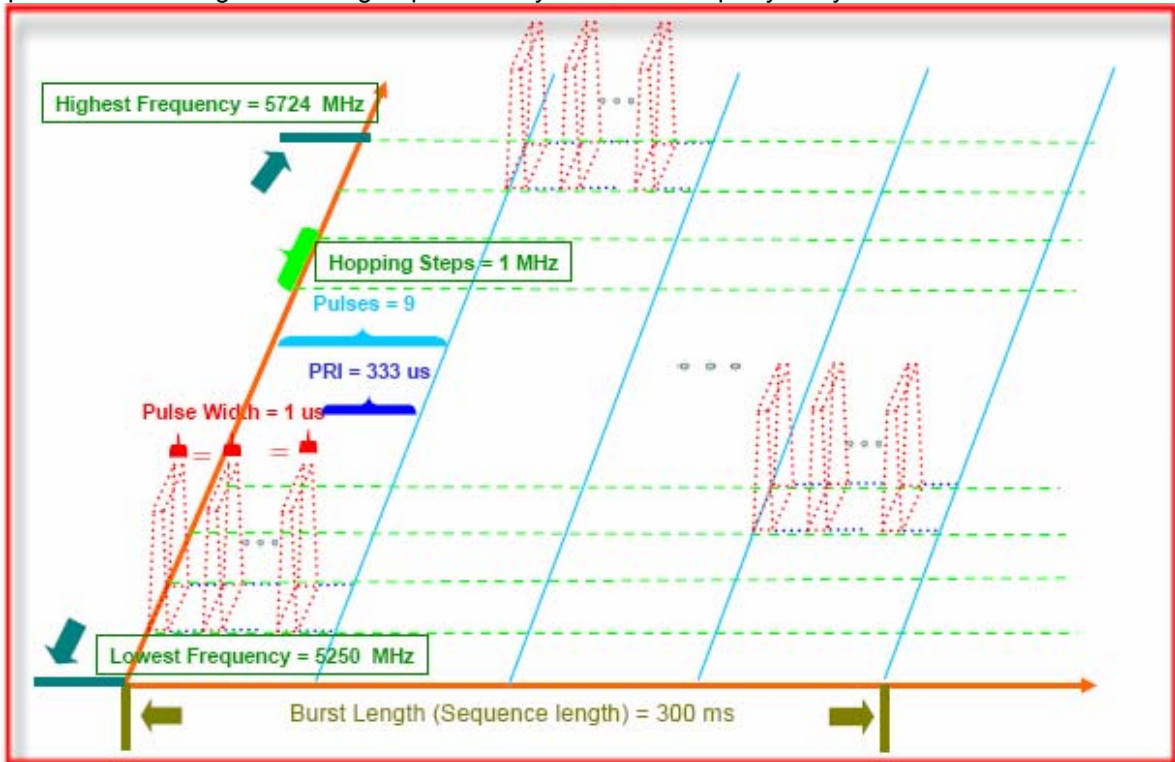 Highest Frequency = 5724 MHz
Hopping Steps = 1 MHz
Pulses = 9
PRI = 333 us
Pulse Width = 1 us
= =
Lowest Frequency = 5250 MHz
Burst Length (Sequence length) = 300 ms